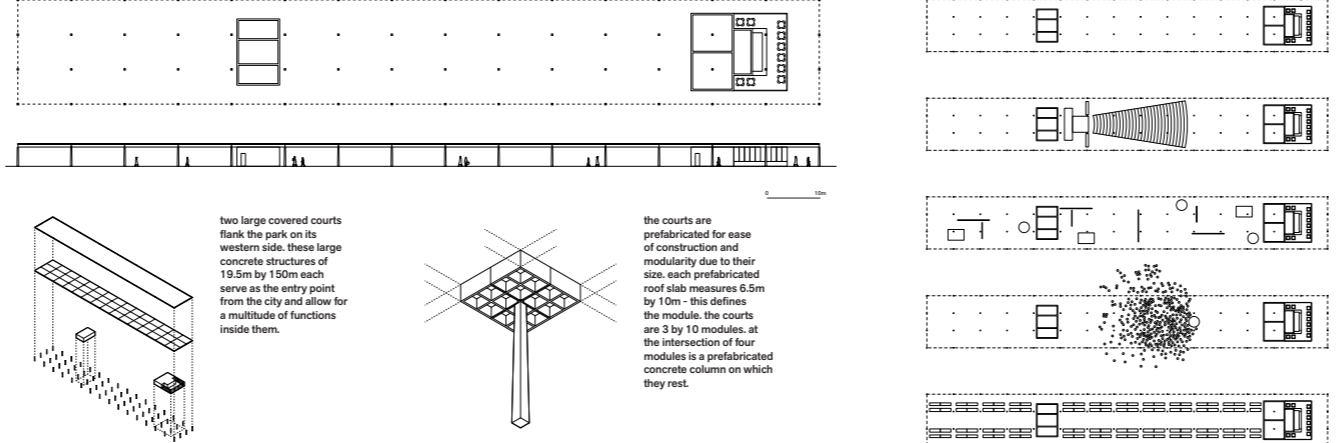 0 10m
two large covered courts
flank the park on its
western side. these large
concrete structures of
19.5m by 150m each
serve as the entry point
from the city and allow for
a multitude of functions
inside them.
the courts are
prefabricated for ease
of construction and
modularity due to their
size. each prefabricated
roof slab measures 6.5m
by 10m - this defines
the module. the courts
are 3 by 10 modules. at
the intersection of four
modules is a prefabricated
concrete column on which
they rest.